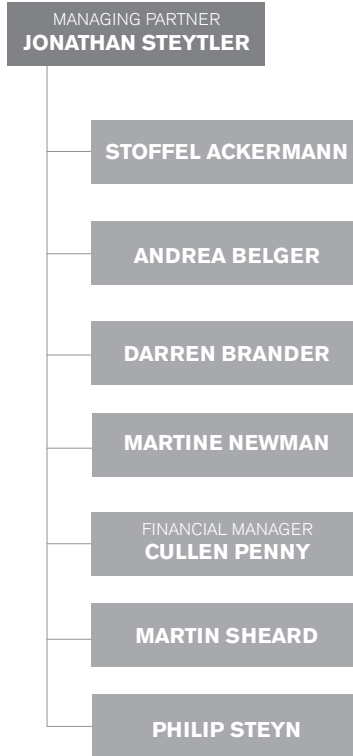 MANAGING PARTNER
JONATHAN STEYTLER
STOFFEL ACKERMANN
ANDREA BELGER
DARREN BRANDER
MARTINE NEWMAN
FINANCIAL MANAGER
CULLEN PENNY
MARTIN SHEARD
PHILIP STEYN